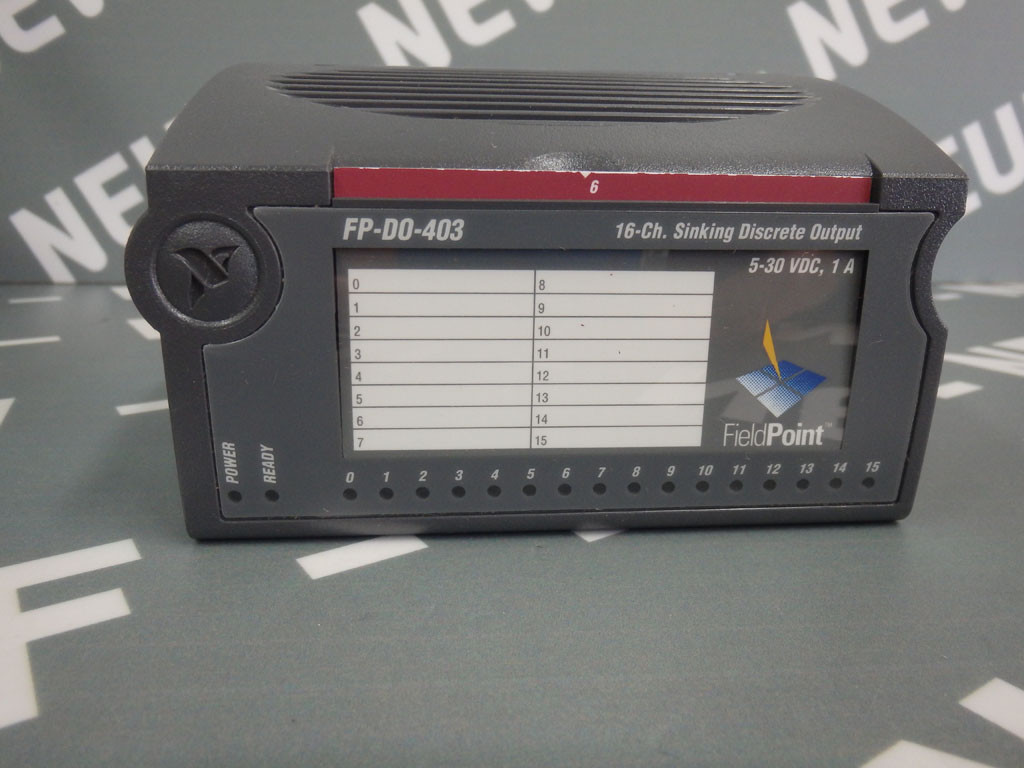 6
FP-DO-403
16-Ch. Sinking Discrete Output
5-30 VDC, 1 A
0 8
1 9
2 10
3 11
4 12
5 13
6 14
7 15
FieldPoint™
POWER
READY
0 1 2 3 4 5 6 7 8 9 10 11 12 13 14 15